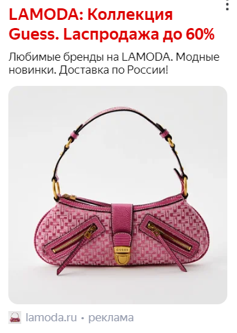 LAMODA: Коллекция
Guess. Lаспродажа до 60%
Любимые бренды на LAMODA. Модные
новинки. Доставка по России!
lamoda.ru • реклама